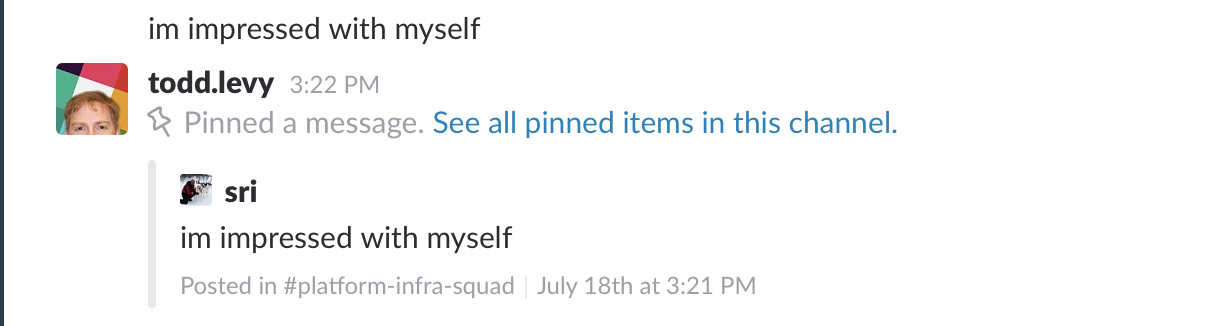 im impressed with myself
todd.levy 3:22 PM
Pinned a message. See all pinned items in this channel.
sri
im impressed with myself
Posted in #platform-infra-squad | July 18th at 3:21 PM